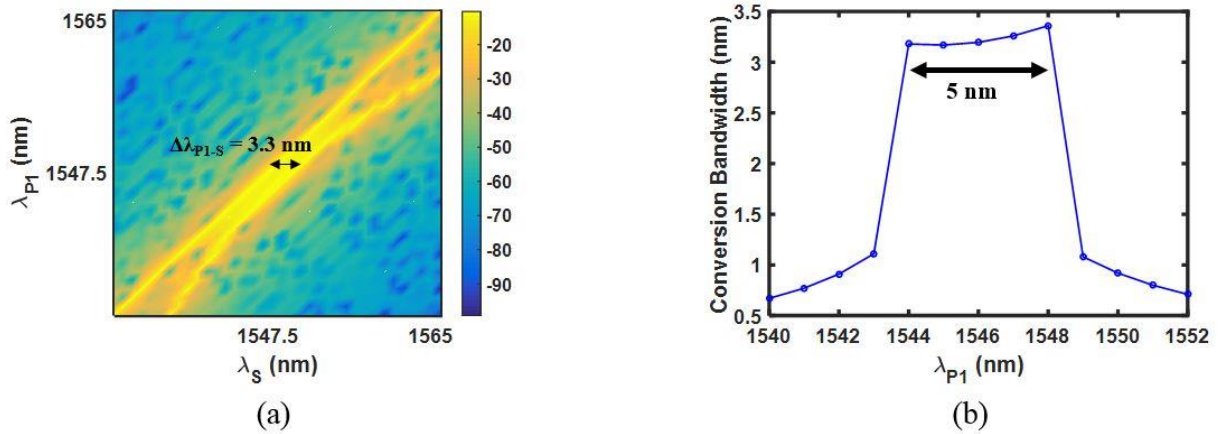 1565
1547.5
λP1 (nm)
ΔλP1-S = 3.3 nm
1547.5 1565
λS (nm)
-20
-30
-40
-50
-60
-70
-80
-90
(a)
Conversion Bandwidth (nm)
3.5
3
2.5
2
1.5
1
0.5
5 nm
1540 1542 1544 1546 1548 1550 1552
λP1 (nm)
(b)